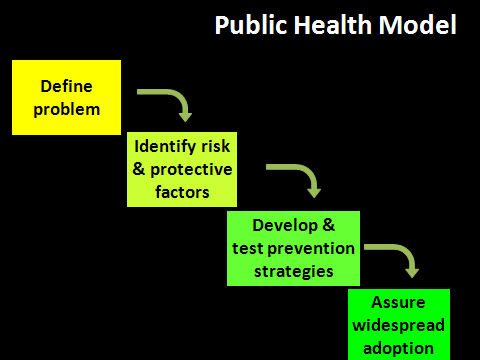 Public Health Model
Define
problem
Identify risk
& protective
factors
Develop &
test prevention
strategies
Assure
widespread
adoption